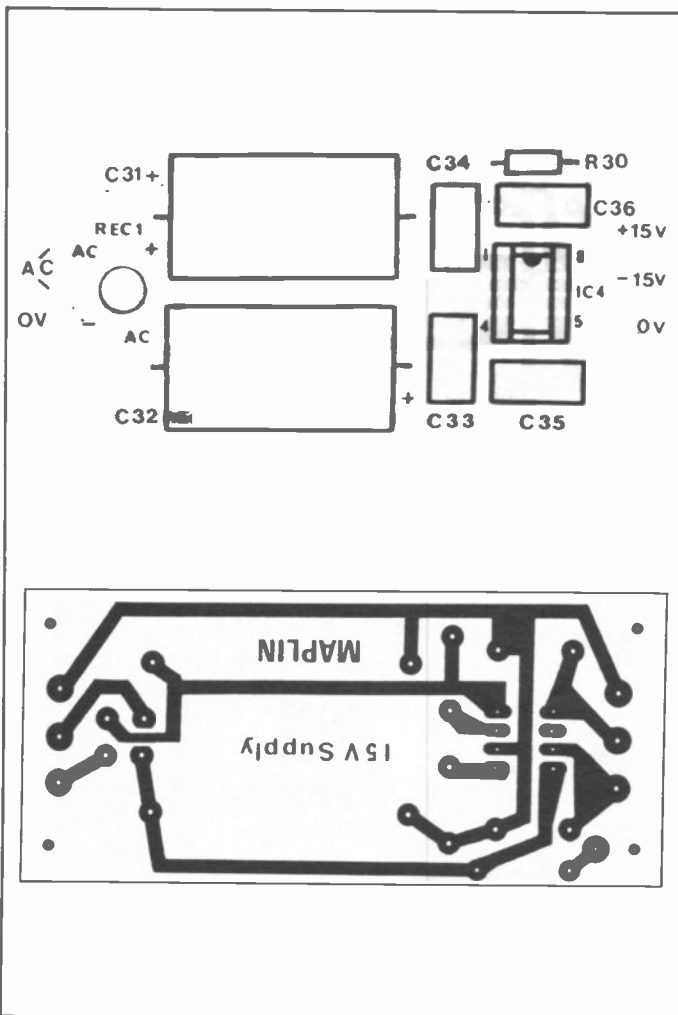 C31+
C34
R30
C36
REC1
+
AC
AC
+15V
1
8
IC4
-15V
0V
-
AC
4
5
0V
+
C32
C33
C35
MAPLIN
15V Supply